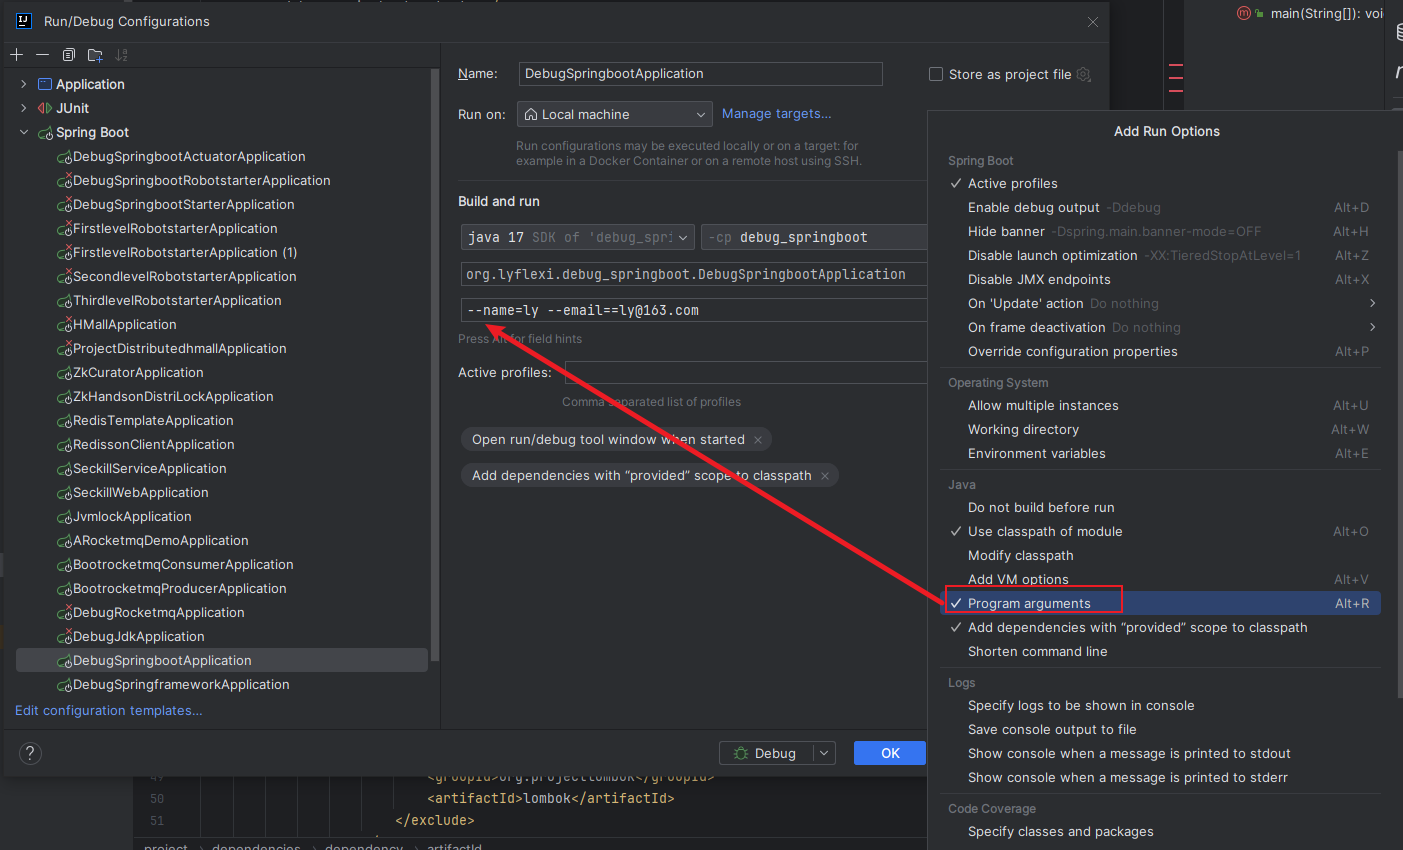 Run/Debug Configurations
main(String[]): voi
Application
JUnit
Spring Boot
DebugSpringbootActuatorApplication
DebugSpringbootRobotstarterApplication
DebugSpringbootStarterApplication
FirstlevelRobotstarterApplication
FirstlevelRobotstarterApplication (1)
SecondlevelRobotstarterApplication
ThirdlevelRobotstarterApplication
HMallApplication
ProjectDistributedhmallApplication
ZkCuratorApplication
ZkHandsonDistriLockApplication
RedisTemplateApplication
RedissonClientApplication
SeckillServiceApplication
SeckillWebApplication
JvmlockApplication
ARocketmqDemoApplication
BootrocketmqConsumerApplication
BootrocketmqProducerApplication
DebugRocketmqApplication
DebugJdkApplication
DebugSpringbootApplication
DebugSpringframeworkApplication
Edit configuration templates...
Name: DebugSpringbootApplication
Store as project file
Run on: Local machine Manage targets...
Run configurations may be executed locally or on a target: for
example in a Docker Container or on a remote host using SSH.
Build and run
java 17 SDK of 'debug_spri
-cp debug_springboot
org.lyflexi.debug_springboot.DebugSpringbootApplication
--name=ly --email==ly@163.com
Press Alt for field hints
Active profiles:
Comma separated list of profiles
Open run/debug tool window when started ×
Add dependencies with “provided” scope to classpath ×
? Debug OK
Add Run Options
Spring Boot
Active profiles
Enable debug output -Ddebug Alt+D
Hide banner -Dspring.main.banner-mode=OFF Alt+H
Disable launch optimization -XX:TieredStopAtLevel=1 Alt+Z
Disable JMX endpoints Alt+X
On 'Update' action Do nothing
On frame deactivation Do nothing
Override configuration properties Alt+P
Operating System
Allow multiple instances Alt+U
Working directory Alt+W
Environment variables Alt+E
Java
Do not build before run
Use classpath of module Alt+O
Modify classpath
Add VM options Alt+V
Program arguments Alt+R
Add dependencies with “provided” scope to classpath
Shorten command line
Logs
Specify logs to be shown in console
Save console output to file
Show console when a message is printed to stdout
Show console when a message is printed to stderr
Code Coverage
Specify classes and packages
49 <groupId>org.projectlombok</groupId>
50 <artifactId>lombok</artifactId>
51 </exclude>
project > dependencies > dependency > artifactId